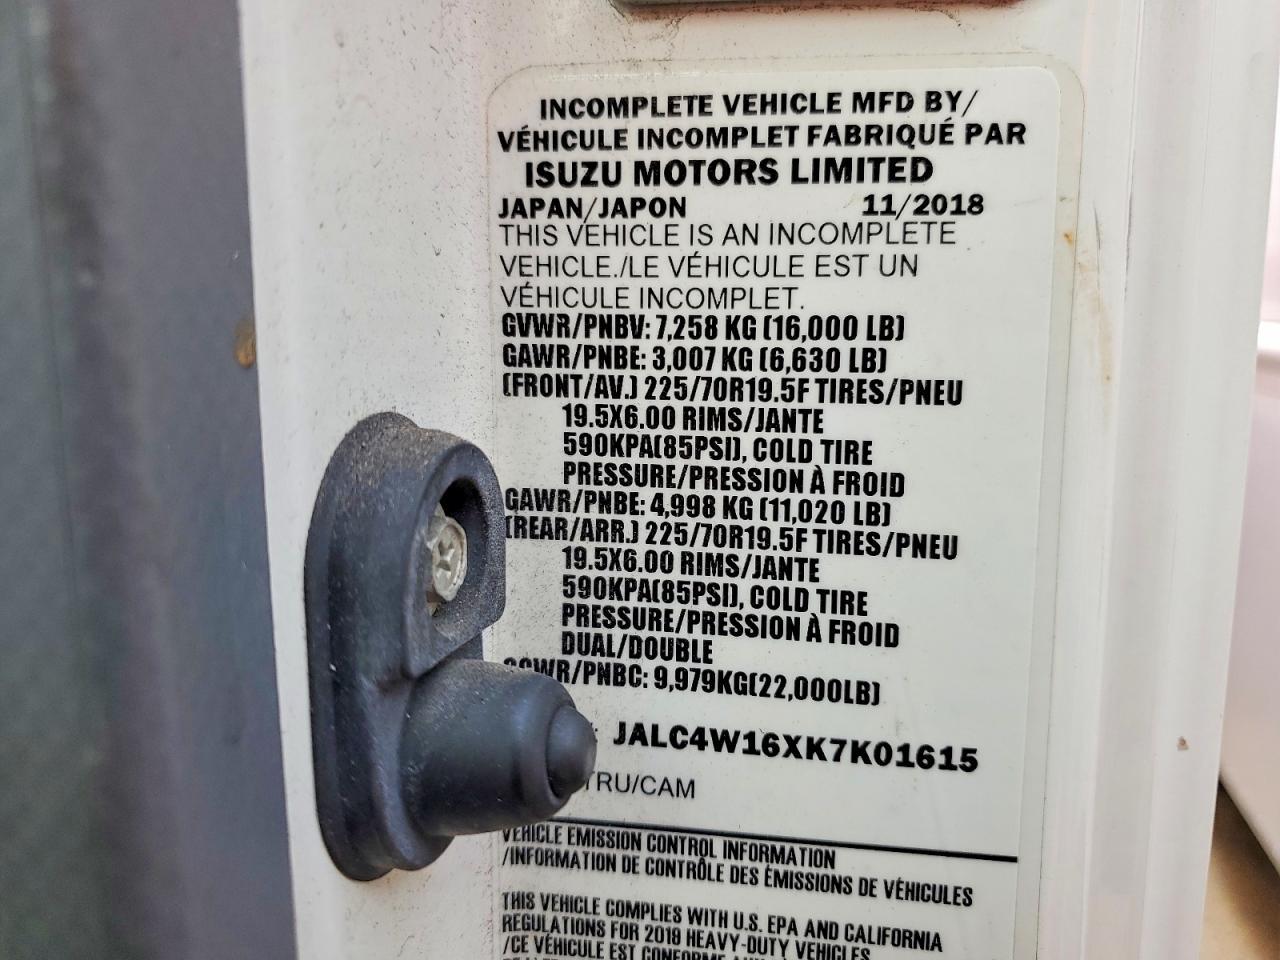 INCOMPLETE VEHICLE MFD BY/
VÉHICULE INCOMPLET FABRIQUÉ PAR
ISUZU MOTORS LIMITED
JAPAN/JAPON 11/2018
THIS VEHICLE IS AN INCOMPLETE
VEHICLE./LE VÉHICULE EST UN
VÉHICULE INCOMPLET.
GVWR/PNBV: 7,258 KG (16,000 LB)
GAWR/PNBE: 3,007 KG (6,630 LB)
(FRONT/AV.) 225/70R19.5F TIRES/PNEU
19.5X6.00 RIMS/JANTE
590KPA(85PSI), COLD TIRE
PRESSURE/PRESSION À FROID
GAWR/PNBE: 4,998 KG (11,020 LB)
(REAR/ARR.) 225/70R19.5F TIRES/PNEU
19.5X6.00 RIMS/JANTE
590KPA(85PSI), COLD TIRE
PRESSURE/PRESSION À FROID
DUAL/DOUBLE
GCWR/PNBC: 9,979KG(22,000LB)
JALC4W16XK7K01615
TRU/CAM
VEHICLE EMISSION CONTROL INFORMATION
/INFORMATION DE CONTRÔLE DES ÉMISSIONS DE VÉHICULES
THIS VEHICLE COMPLIES WITH U.S. EPA AND CALIFORNIA
REGULATIONS FOR 2018 HEAVY-DUTY VEHICLES
/CE VÉHICULE EST CONFORME